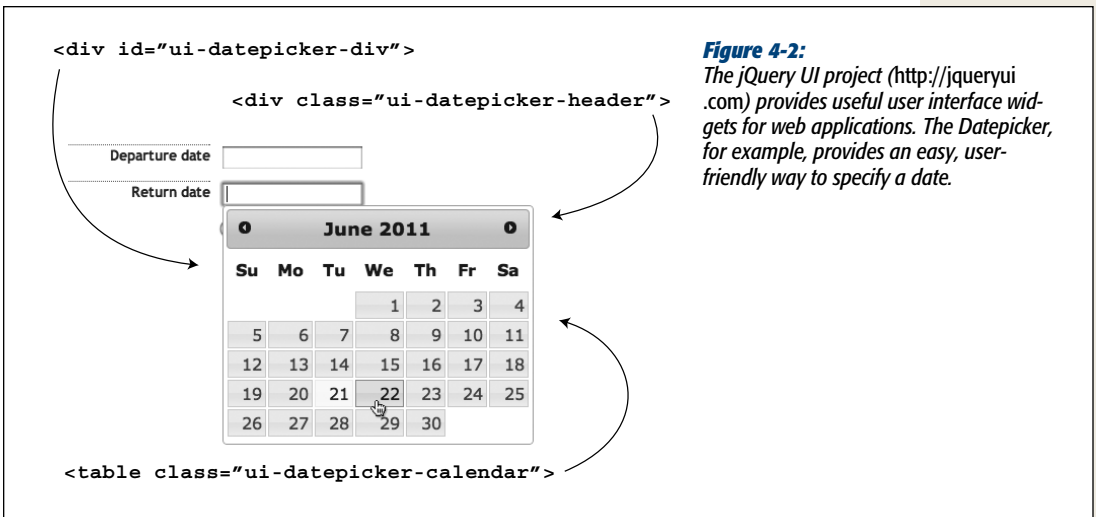 <div id="ui-datepicker-div">
<div class="ui-datepicker-header">
Departure date
Return date
June 2011
Su Mo Tu We Th Fr Sa
1 2 3 4
5 6 7 8 9 10 11
12 13 14 15 16 17 18
19 20 21 22 23 24 25
26 27 28 29 30
<table class="ui-datepicker-calendar">
Figure 4-2:
The jQuery UI project (http://jqueryui
.com) provides useful user interface wid-
gets for web applications. The Datepicker,
for example, provides an easy, user-
friendly way to specify a date.